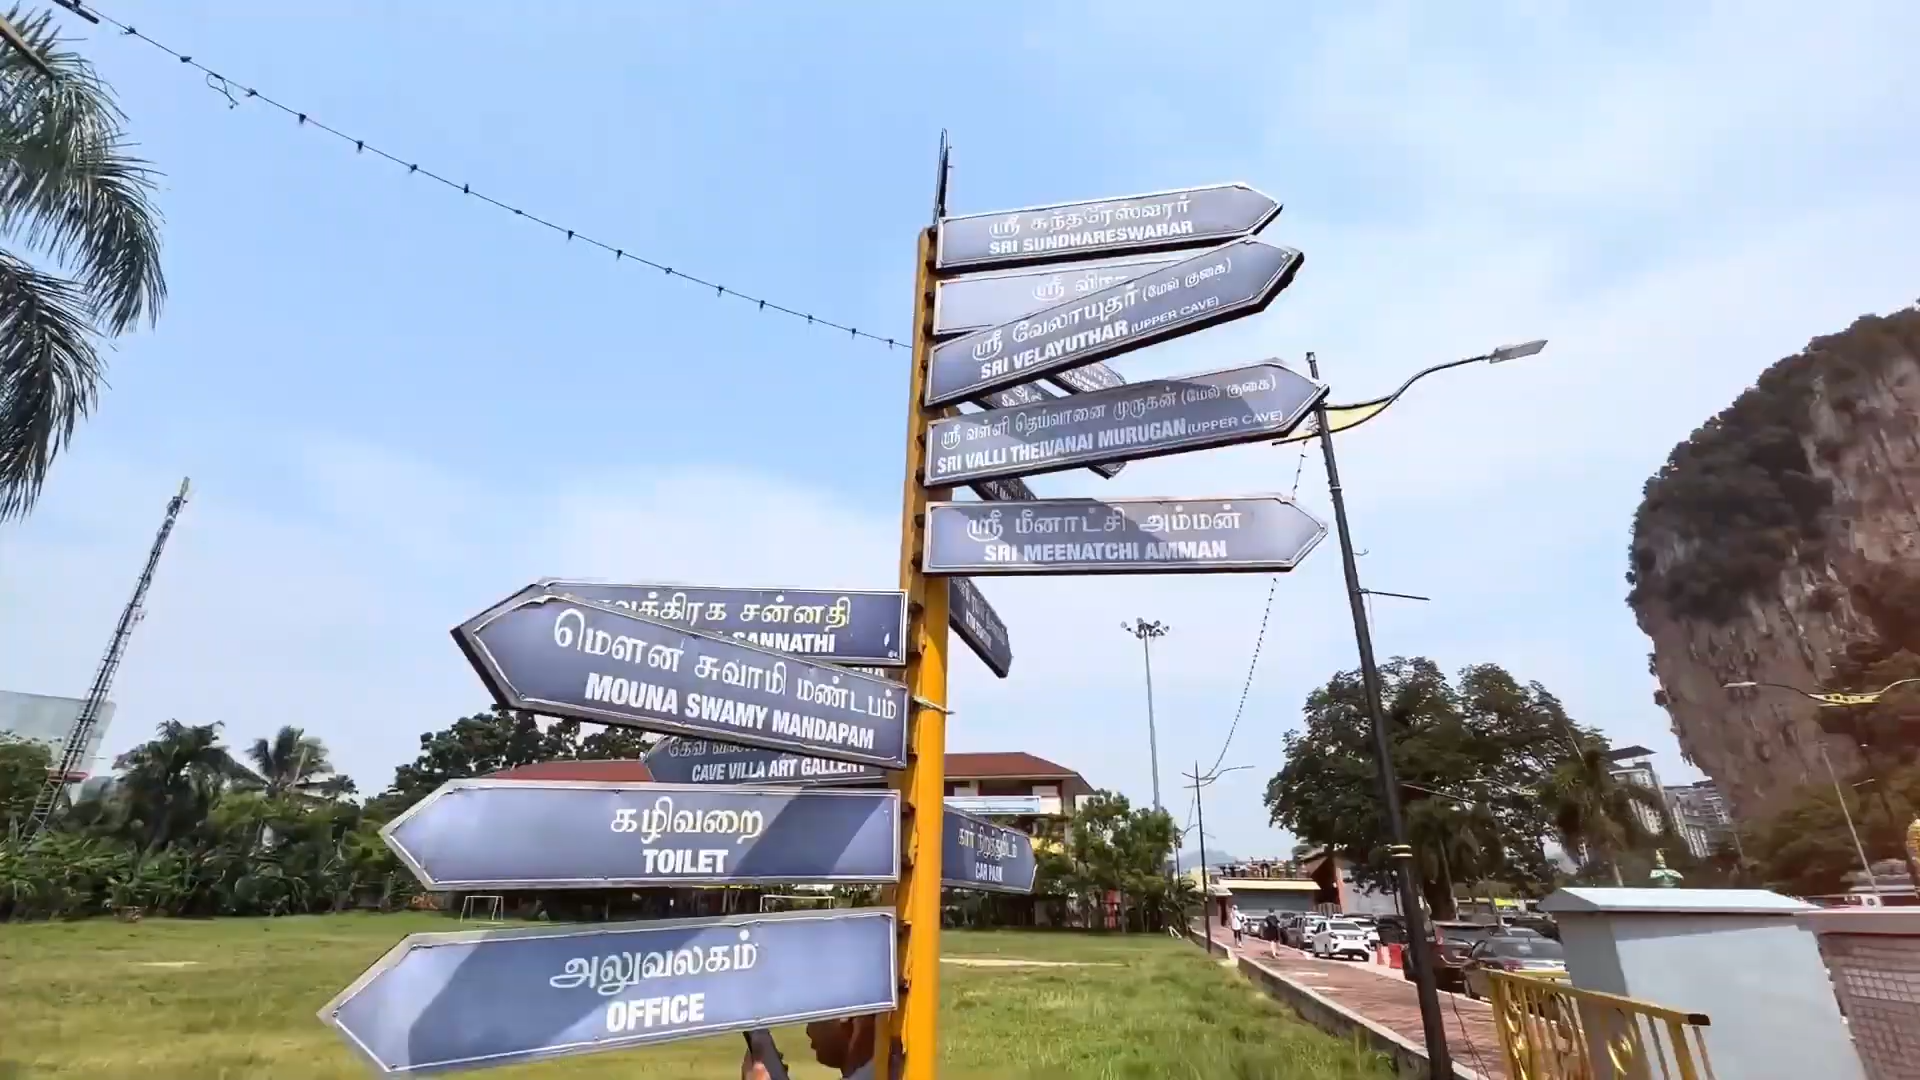 ஸ்ரீ சுந்தரேஸ்வரர்
SRI SUNDHARESWARAR
ஸ்ரீ
ஸ்ரீ வேலாயுதர் (மேல் குகை)
SRI VELAYUTHAR (UPPER CAVE)
ஸ்ரீ வள்ளி தெய்வானை முருகன் (மேல் குகை)
SRI VALLI THEIVANAI MURUGAN (UPPER CAVE)
ஸ்ரீ மீனாட்சி அம்மன்
SRI MEENATCHI AMMAN
சன்னதி
SANNATHI
மௌன சுவாமி மண்டபம்
MOUNA SWAMY MANDAPAM
CAVE VILLA ART GALLERY
கழிவறை
TOILET
கார் நிறுத்துமிடம்
CAR PARK
அலுவலகம்
OFFICE